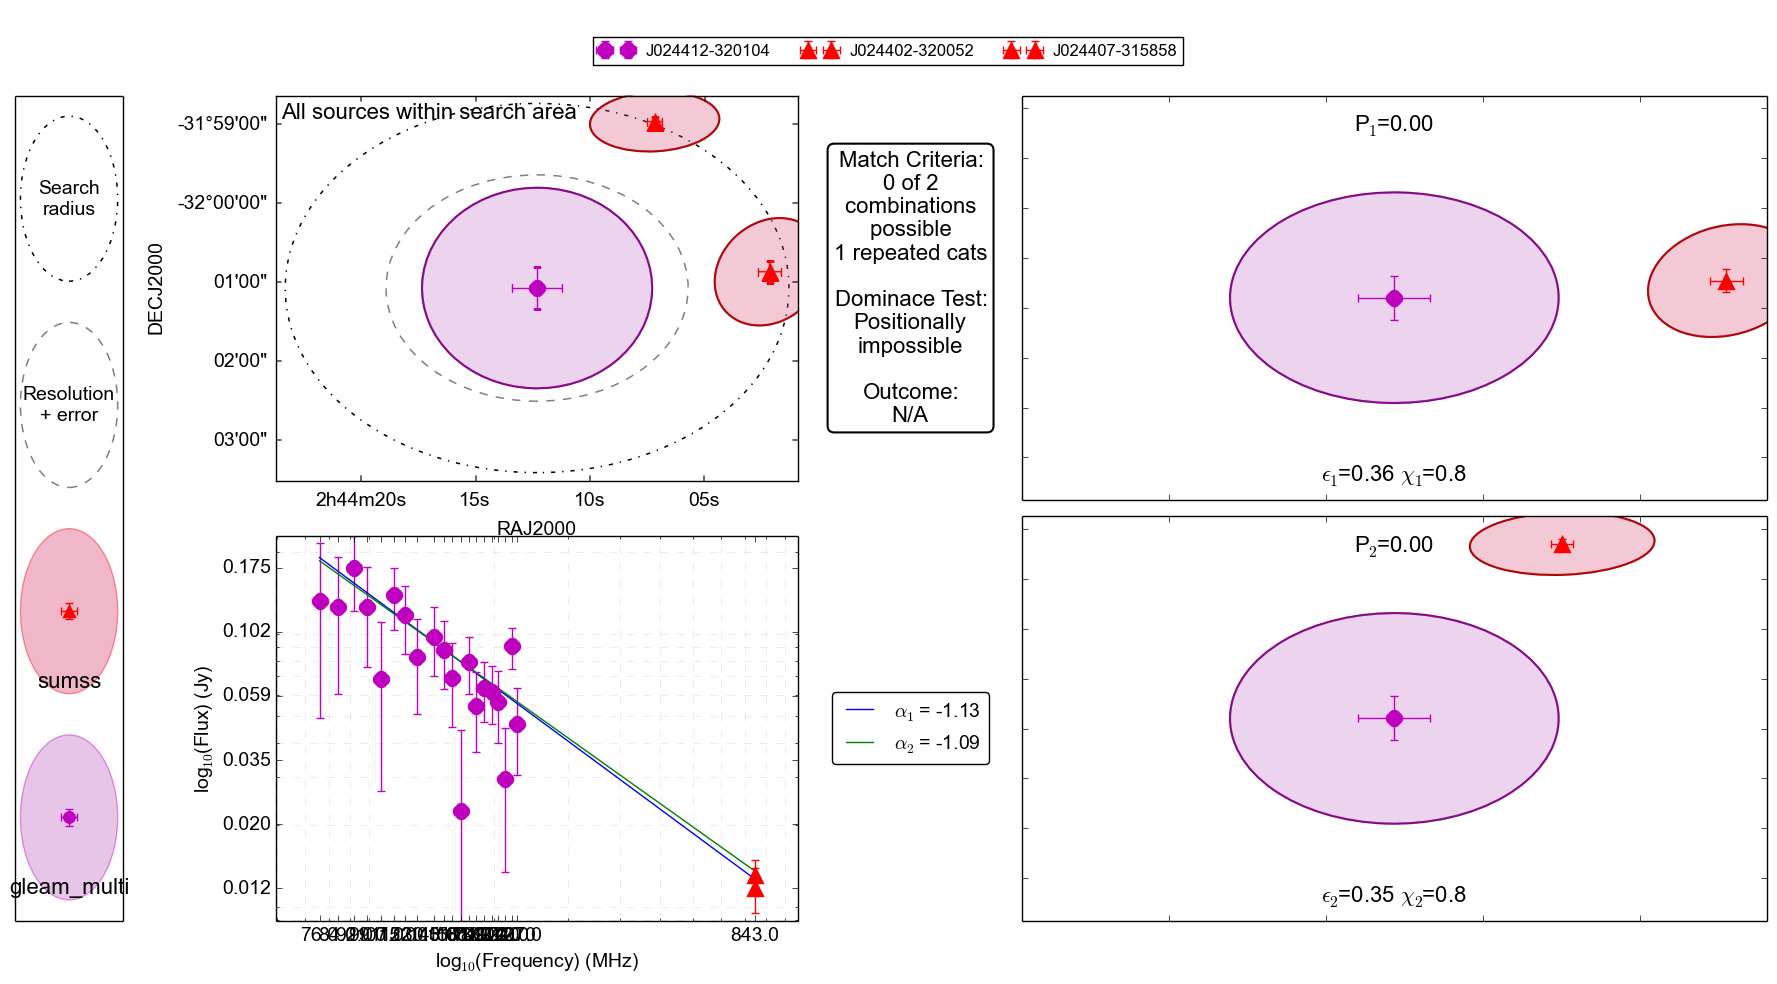 J024412-320104 J024402-320052 J024407-315858
Search
radius
Resolution
+ error
sumss
gleam_multi
All sources within search area
-31°59'00"
-32°00'00"
01'00"
02'00"
03'00"
DECJ2000
2h44m20s 15s 10s 05s
RAJ2000
Match Criteria:
0 of 2
combinations
possible
1 repeated cats
Dominace Test:
Positionally
impossible
Outcome:
N/A
P1=0.00
ϵ1=0.36 χ1=0.8
0.175
0.102
0.059
0.035
0.020
0.012
log10(Flux) (Jy)
843.0
log10(Frequency) (MHz)
α1 = -1.13
α2 = -1.09
P2=0.00
ϵ2=0.35 χ2=0.8